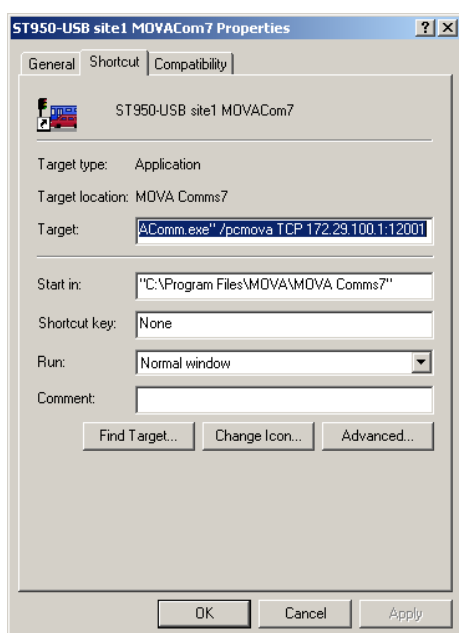 ST950-USB site1 MOVACom7 Properties
General Shortcut Compatibility
ST950-USB site1 MOVACom7
Target type: Application
Target location: MOVA Comms7
Target: AComm.exe" /pcmova TCP 172.29.100.1:12001
Start in: "C:\Program Files\MOVA\MOVA Comms7"
Shortcut key: None
Run: Normal window
Comment:
Find Target... Change Icon... Advanced...
OK Cancel Apply